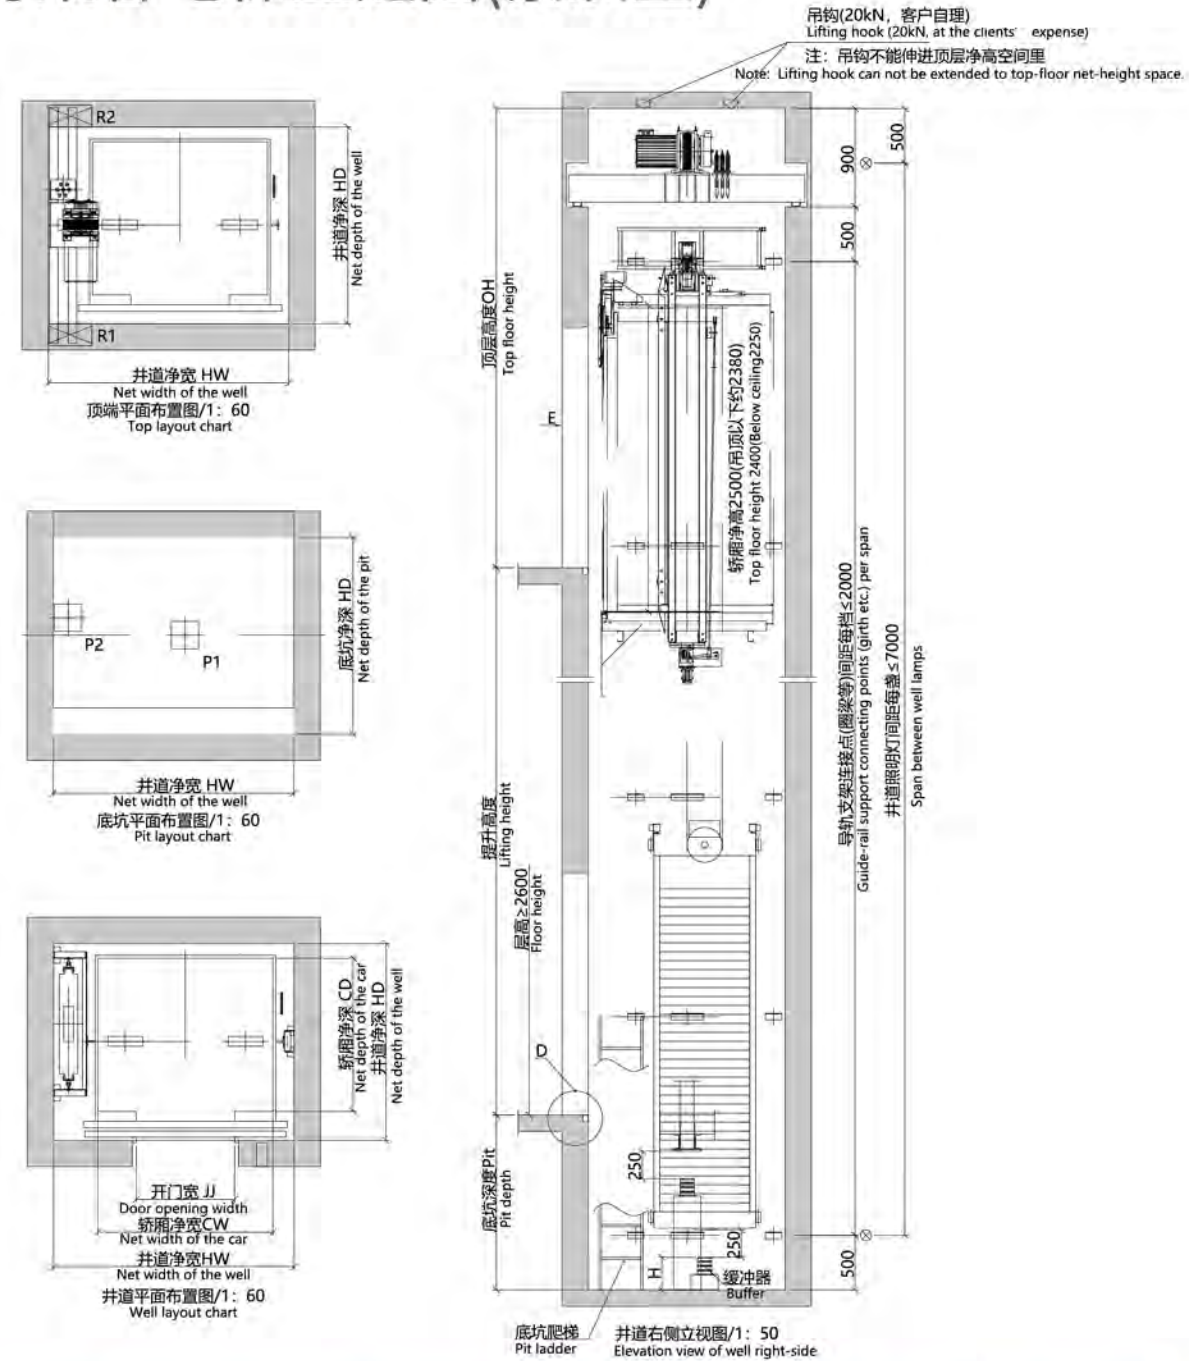 吊钩(20kN，客户自理)
Lifting hook (20kN, at the clients' expense)
注：吊钩不能伸进顶层净高空间里
Note: Lifting hook can not be extended to top-floor net-height space.
R2
R1
井道净深 HD
Net depth of the well
井道净宽 HW
Net width of the well
顶端平面布置图/1：60
Top layout chart
P2
P1
底坑净深 HD
Net depth of the pit
井道净宽 HW
Net width of the well
底坑平面布置图/1：60
Pit layout chart
轿厢净深 CD
Net depth of the car
井道净深 HD
Net depth of the well
开门宽 JJ
Door opening width
轿厢净宽CW
Net width of the car
井道净宽HW
Net width of the well
井道平面布置图/1：60
Well layout chart
顶层高度OH
Top floor height
E
提升高度
Lifting height
层高≥2600
Floor height
D
底坑深度Pit
Pit depth
轿厢净高2500(吊顶以下约2380)
Top floor height 2400(Below ceiling2250)
900
500
500
导轨支架连接点(圈梁等)间距每档≤2000
Guide-rail support connecting points (girth etc.) per span
井道照明灯间距每盏≤7000
Span between well lamps
250
250
H
500
缓冲器
Buffer
底坑爬梯
Pit ladder
井道右侧立视图/1：50
Elevation view of well right-side